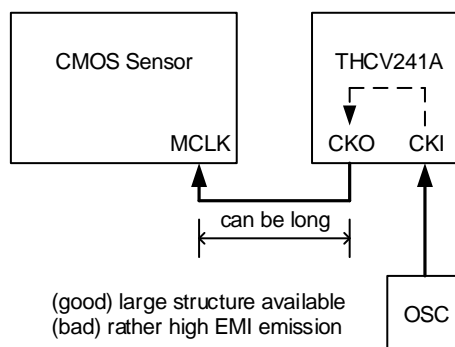 CMOS Sensor
THCV241A
MCLK
CKO
CKI
can be long
(good) large structure available
(bad) rather high EMI emission
OSC